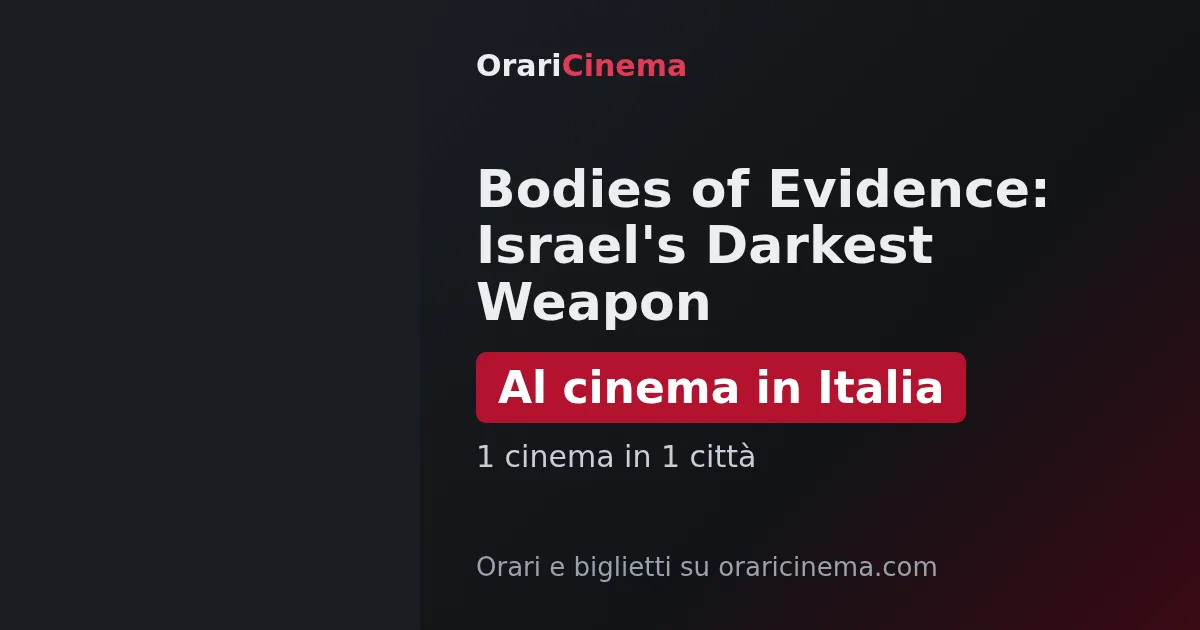 OrariCinema
Bodies of Evidence:
Israel's Darkest
Weapon
Al cinema in Italia
1 cinema in 1 città
Orari e biglietti su oraricinema.com